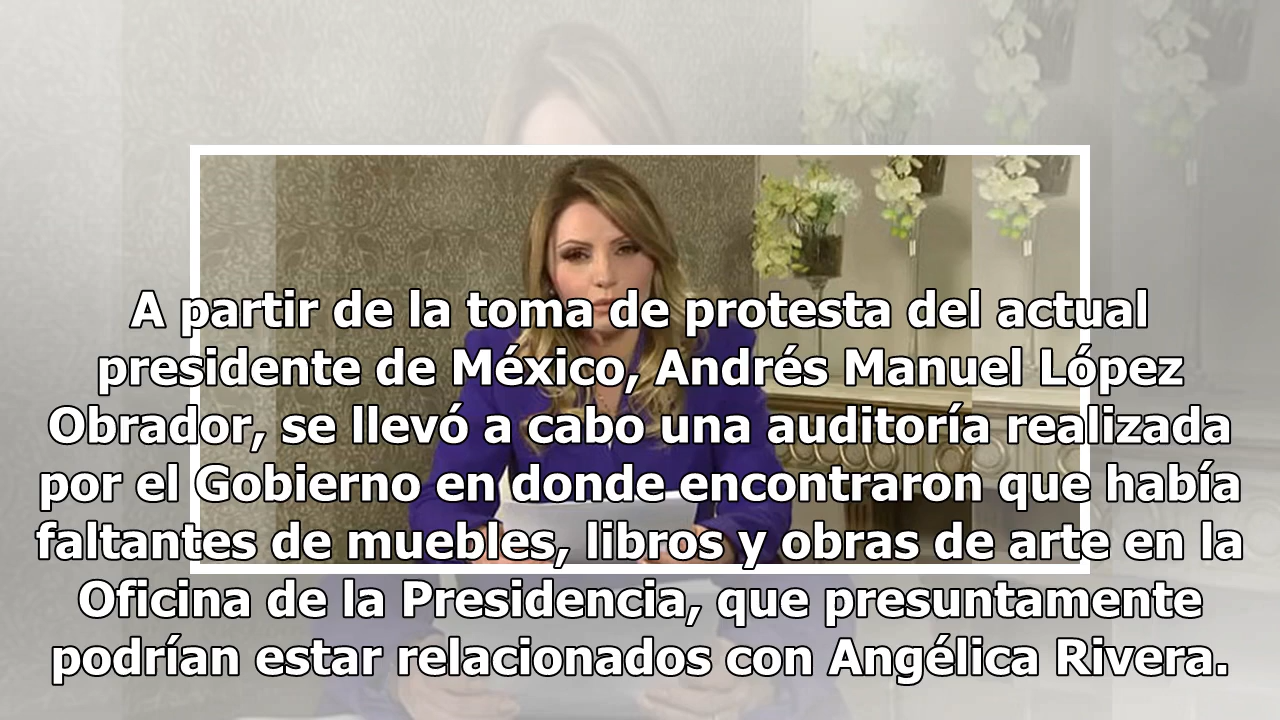 A partir de la toma de protesta del actual
presidente de México, Andrés Manuel López
Obrador, se llevó a cabo una auditoría realizada
por el Gobierno en donde encontraron que había
faltantes de muebles, libros y obras de arte en la
Oficina de la Presidencia, que presuntamente
podrían estar relacionados con Angélica Rivera.